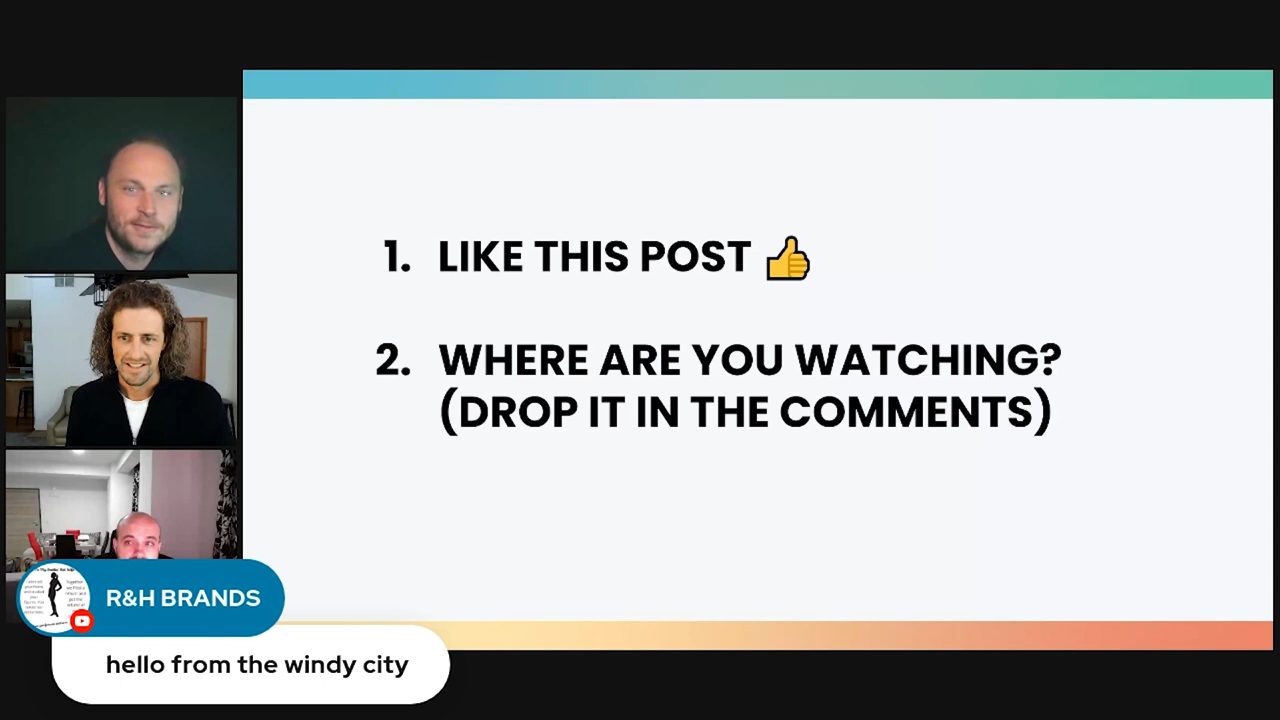 1. LIKE THIS POST 👍
2. WHERE ARE YOU WATCHING?
(DROP IT IN THE COMMENTS)
R&H BRANDS
hello from the windy city